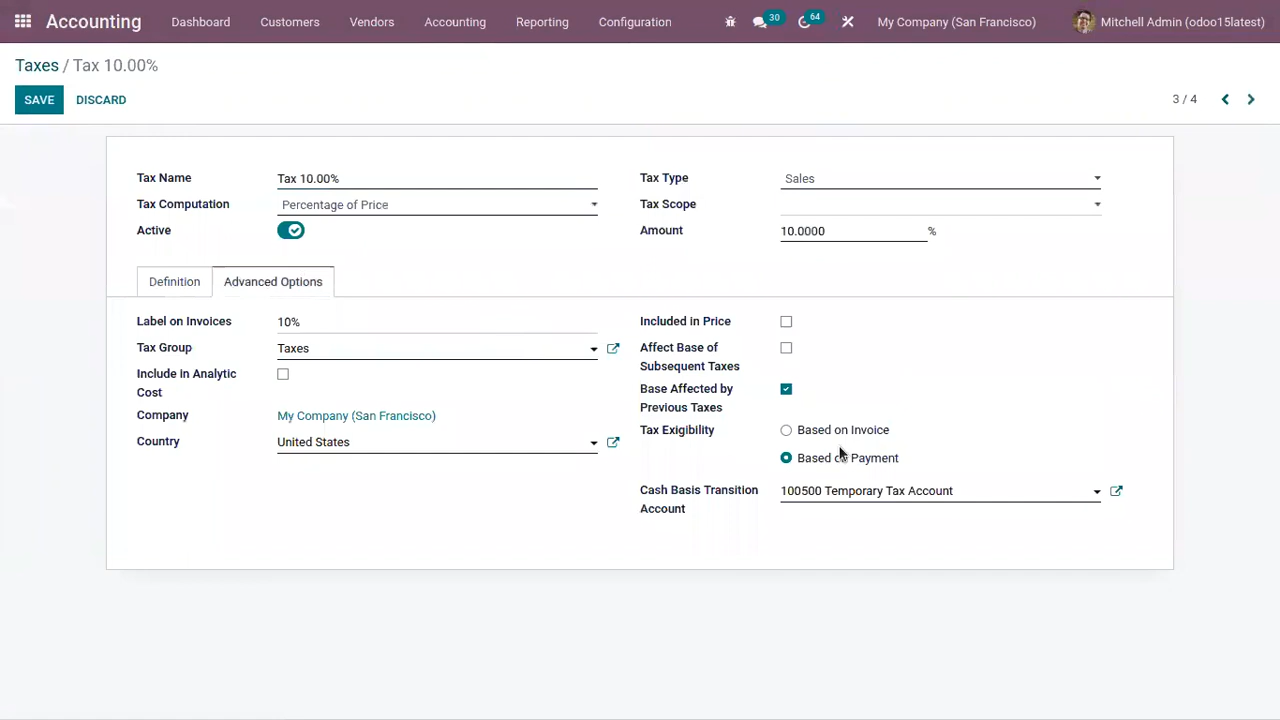 Accounting Dashboard Customers Vendors Accounting Reporting Configuration 30 64 My Company (San Francisco) Mitchell Admin (odoo15latest)
Taxes / Tax 10.00%
SAVE DISCARD 3 / 4
Tax Name Tax 10.00% Tax Type Sales
Tax Computation Percentage of Price Tax Scope
Active Amount 10.0000 %
Definition Advanced Options
Label on Invoices 10% Included in Price
Tax Group Taxes Affect Base of
Subsequent Taxes
Include in Analytic
Cost
Base Affected by
Previous Taxes
Company My Company (San Francisco)
Tax Exigibility Based on Invoice
Country United States
Based on Payment
Cash Basis Transition 100500 Temporary Tax Account
Account